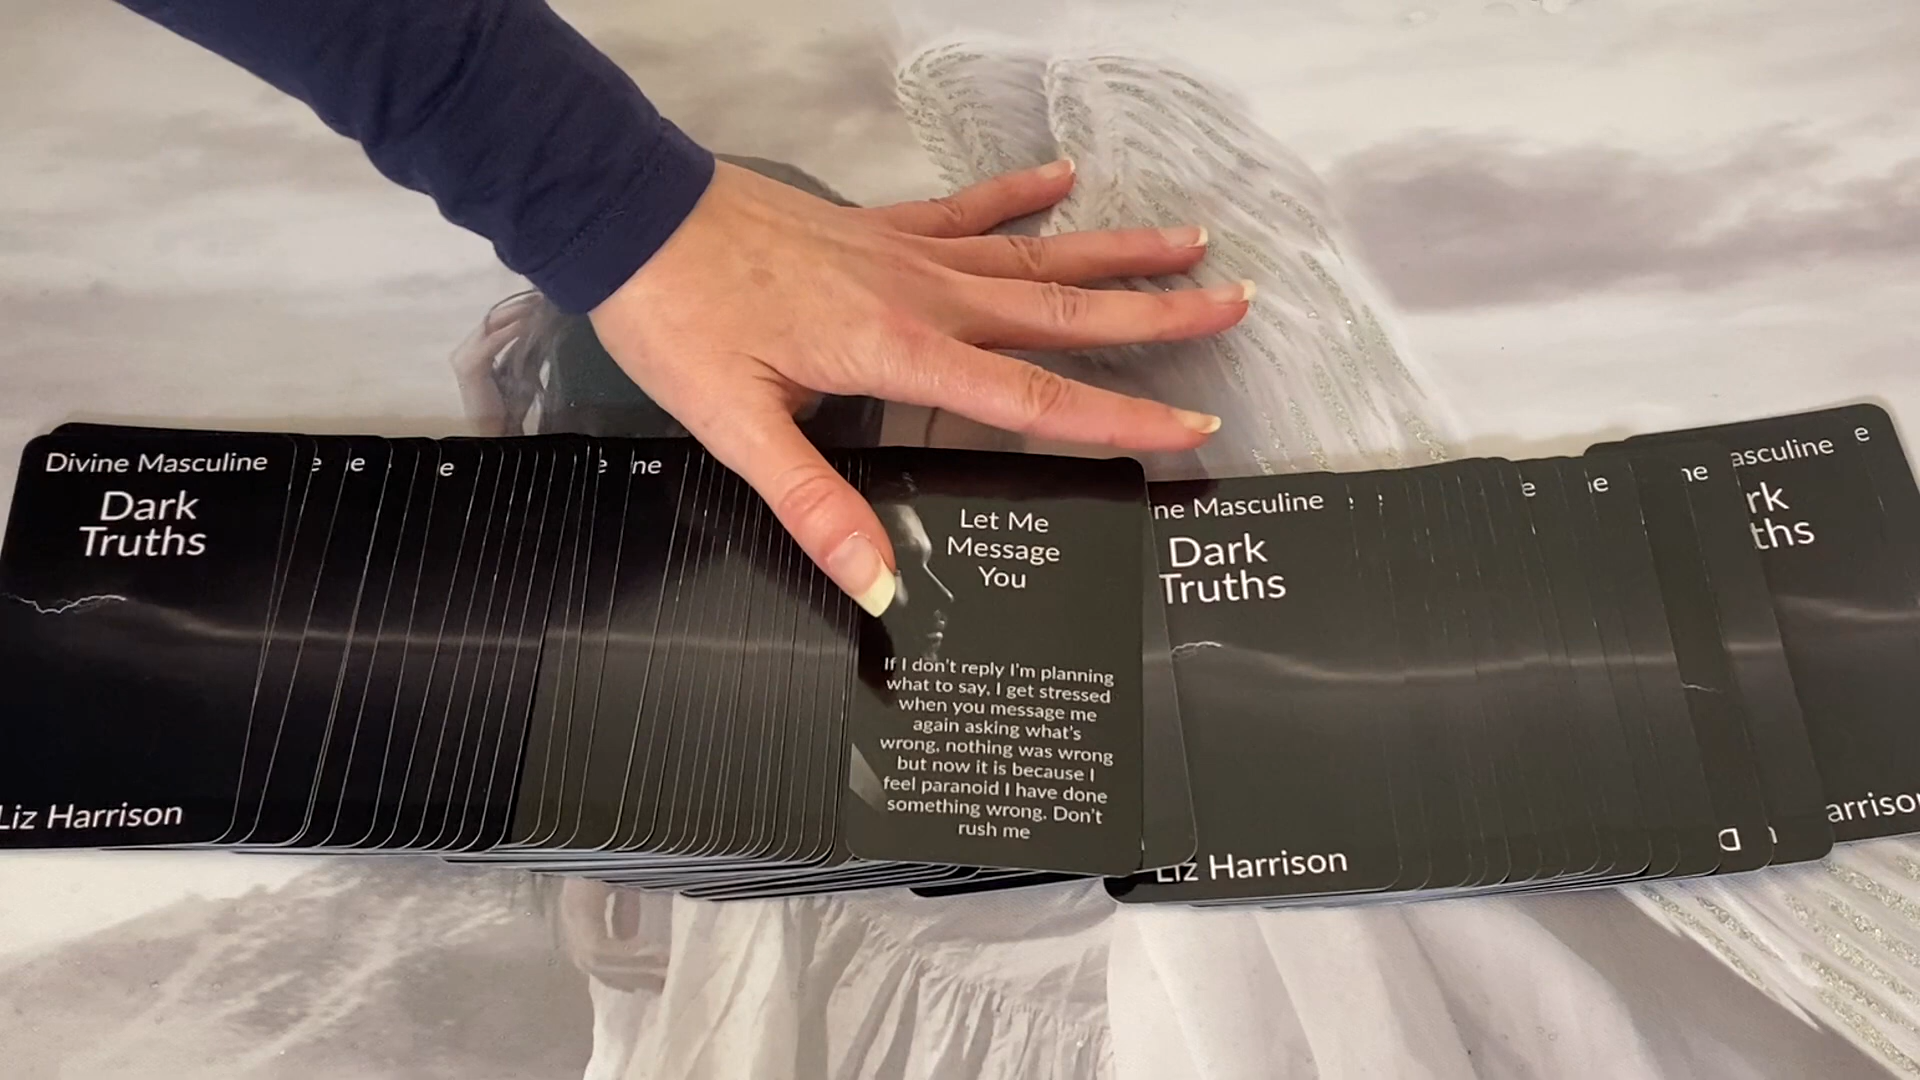 Divine Masculine
Dark
Truths
Liz Harrison
e
e
e
e
ne
Let Me
Message
You
If I don't reply I'm planning
what to say, I get stressed
when you message me
again asking what's
wrong, nothing was wrong
but now it is because I
feel paranoid I have done
something wrong. Don't
rush me
ne Masculine
Dark
Truths
Liz Harrison
e
e
ne
asculine
rk
ths
e
arrison